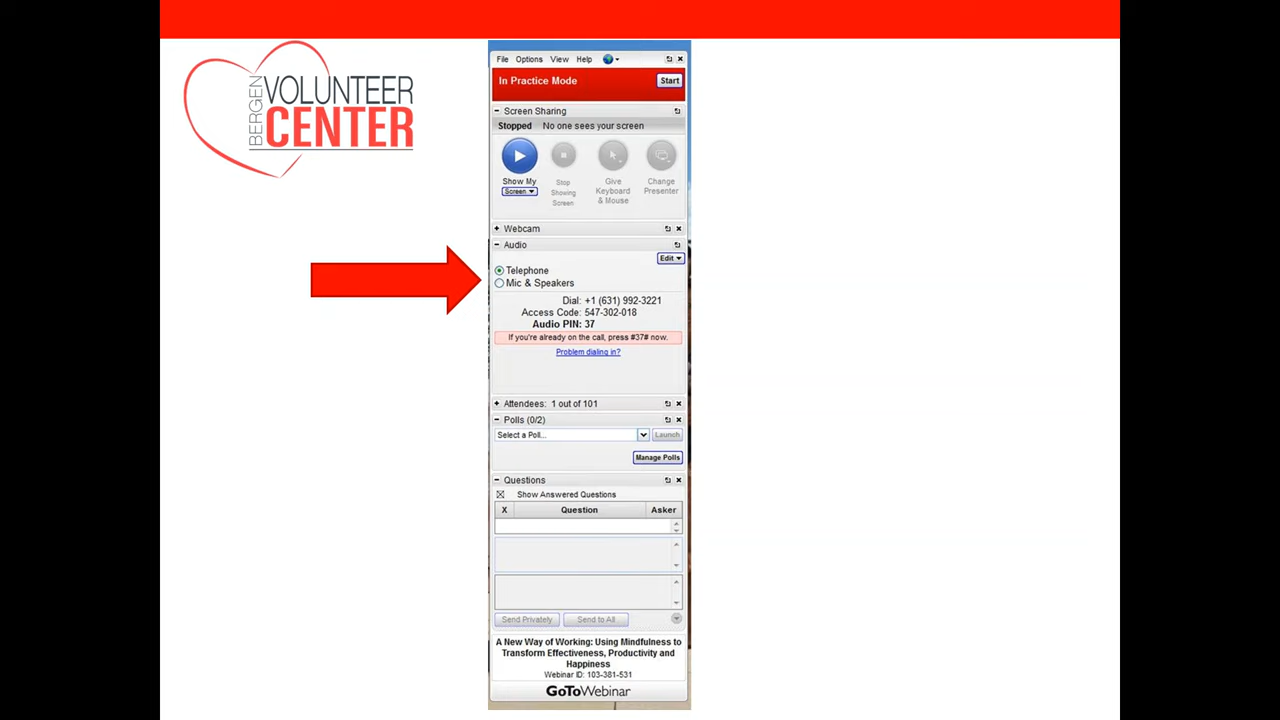 BERGEN
VOLUNTEER
CENTER
File Options View Help
In Practice Mode Start
Screen Sharing
Stopped No one sees your screen
Show My
Screen
Stop
Showing
Screen
Give
Keyboard
& Mouse
Change
Presenter
Webcam
Audio
Edit
Telephone
Mic & Speakers
Dial: +1 (631) 992-3221
Access Code: 547-302-018
Audio PIN: 37
If you're already on the call, press #37# now.
Problem dialing in?
Attendees: 1 out of 101
Polls (0/2)
Select a Poll... Launch
Manage Polls
Questions
Show Answered Questions
X Question Asker
Send Privately Send to All
A New Way of Working: Using Mindfulness to
Transform Effectiveness, Productivity and
Happiness
Webinar ID: 103-381-531
GoToWebinar